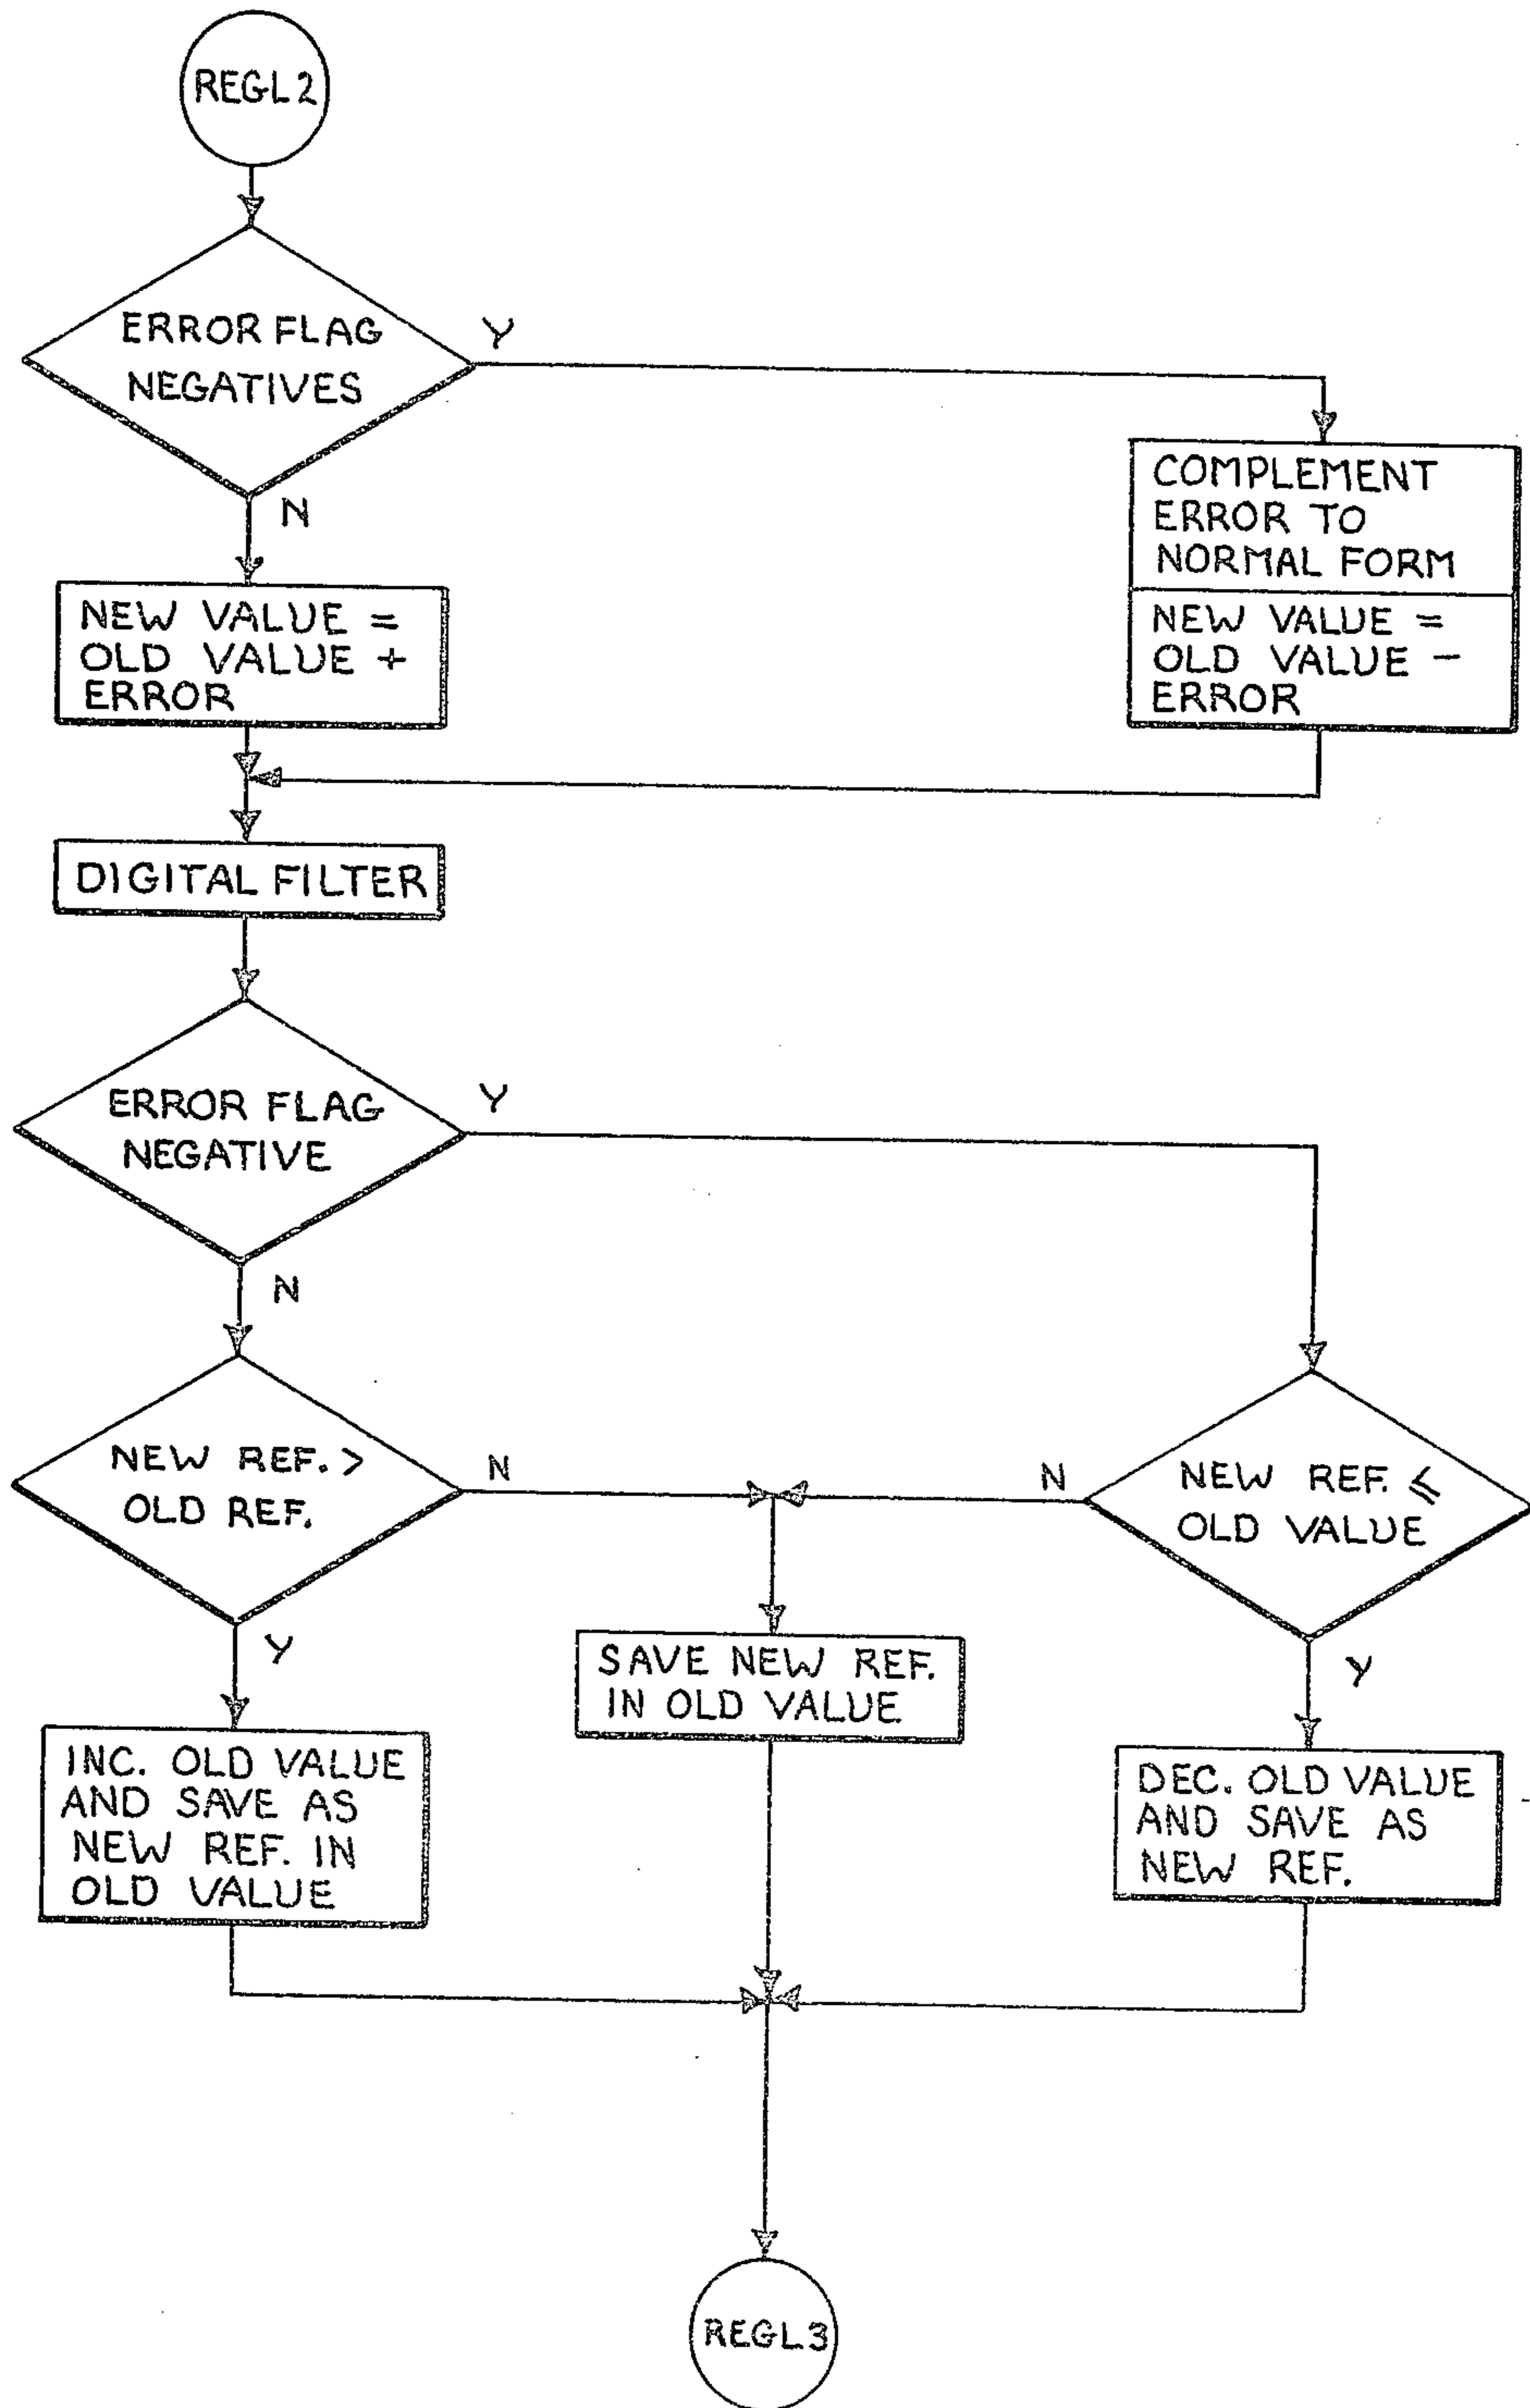 REGL2
ERROR FLAG
NEGATIVES
Y
N
COMPLEMENT
ERROR TO
NORMAL FORM
NEW VALUE =
OLD VALUE -
ERROR
NEW VALUE =
OLD VALUE +
ERROR
DIGITAL FILTER
ERROR FLAG
NEGATIVE
Y
N
NEW REF. >
OLD REF.
N
N
NEW REF. ≤
OLD VALUE
Y
SAVE NEW REF.
IN OLD VALUE
Y
INC. OLD VALUE
AND SAVE AS
NEW REF. IN
OLD VALUE
DEC. OLD VALUE
AND SAVE AS
NEW REF.
REGL3